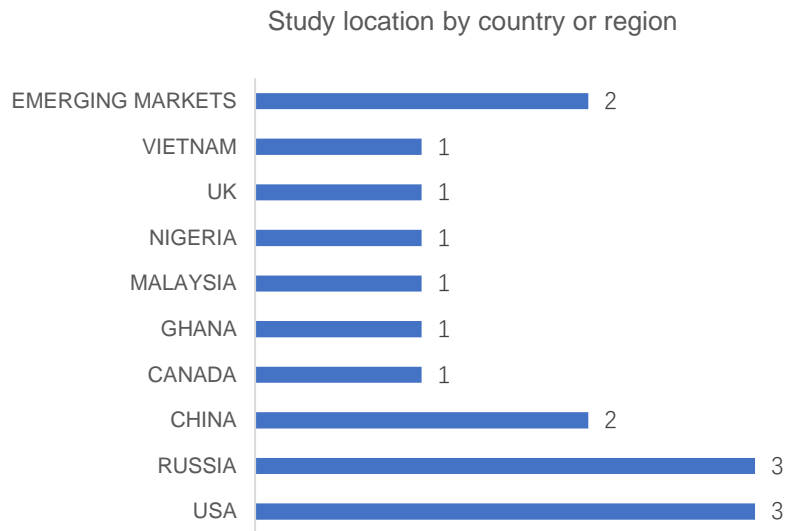 Study location by country or region
EMERGING MARKETS 2
VIETNAM 1
UK 1
NIGERIA 1
MALAYSIA 1
GHANA 1
CANADA 1
CHINA 2
RUSSIA 3
USA 3